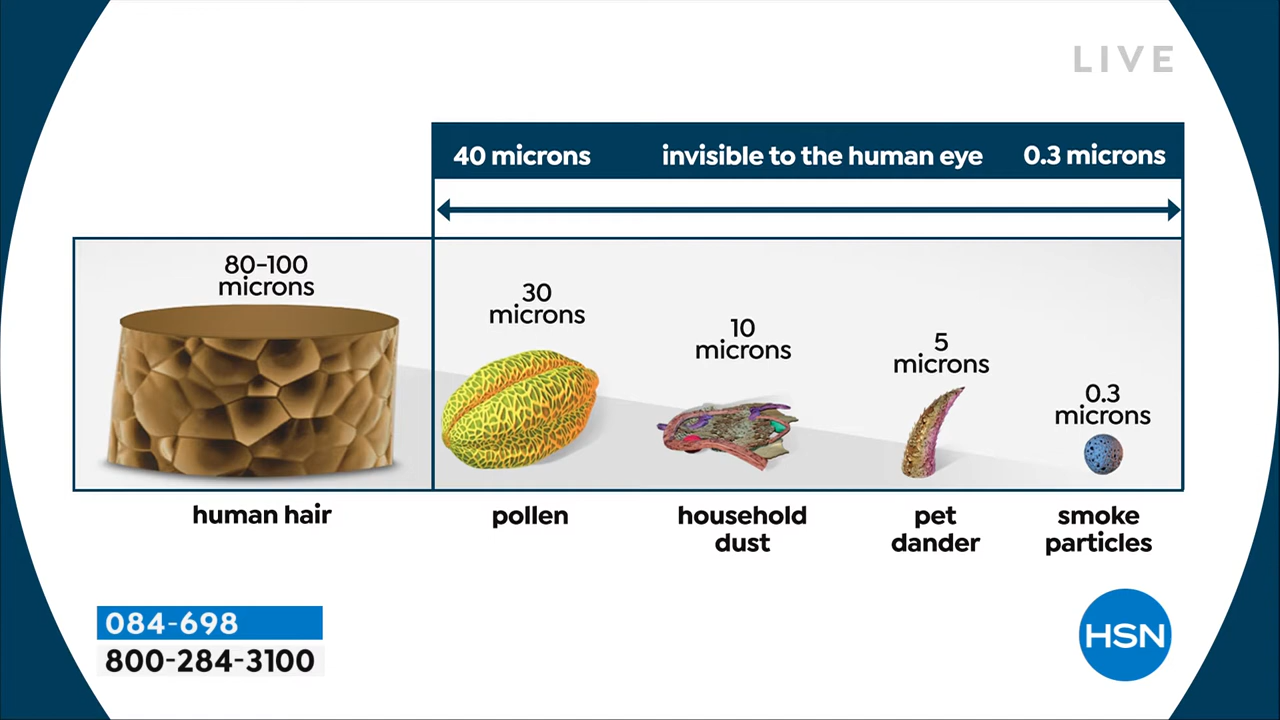 LIVE
40 microns invisible to the human eye 0.3 microns
80-100
microns
30
microns
10
microns
5
microns
0.3
microns
human hair
pollen
household
dust
pet
dander
smoke
particles
084-698
800-284-3100
HSN